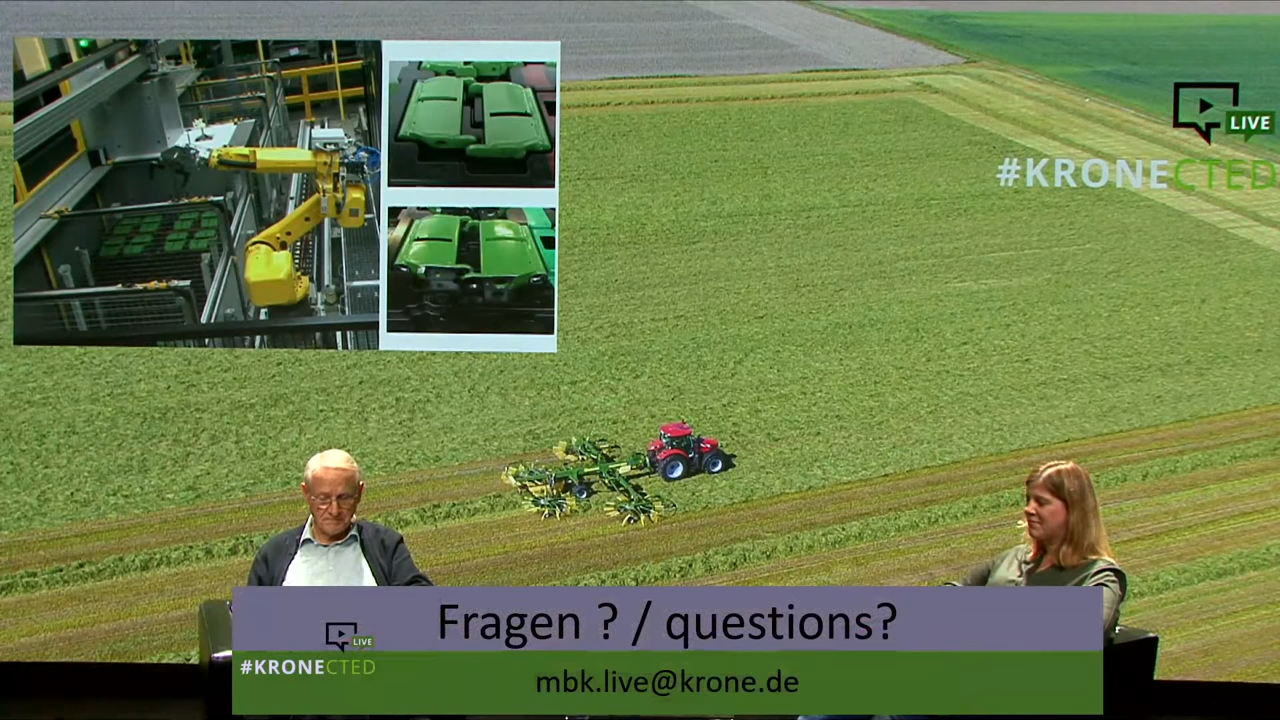 LIVE
#KRONECTED
Fragen ? / questions?
LIVE
#KRONECTED
mbk.live@krone.de